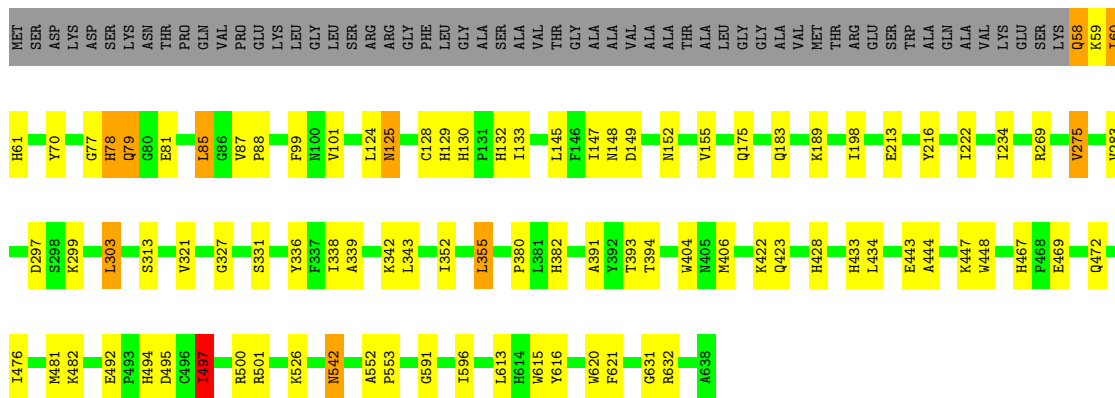 MET SER ASP LYS ASP SER LYS ASN THR PRO GLN VAL PRO GLU LYS LEU GLY LEU SER ARG ARG GLY PHE LEU GLY ALA SER ALA VAL THR GLY ALA ALA VAL ALA ALA THR ALA LEU GLY GLY ALA VAL MET THR ARG GLU SER TRP ALA GLN ALA VAL LYS GLU SER LYS Q58 K59 I60
H61 Y70 G77 H78 Q79 G80 E81 L85 G86 V87 P88 F99 N100 V101 L124 N125 C128 H129 H130 P131 H132 I133 L145 F146 I147 N148 D149 N152 V155 Q175 Q183 K189 I198 E213 Y216 I222 I234 R269 V275
D297 S298 K299 L303 S313 V321 G327 S331 Y336 F337 I338 A339 K342 L343 I352 L355 P380 L381 H382 A391 Y392 T393 T394 W404 N405 M406 K422 Q423 H428 H433 L434 E443 A444 K447 W448 H467 P468 E469 Q472
I476 M481 K482 E492 P493 H494 D495 C496 I497 R500 R501 K526 N542 A552 P553 G591 I596 L613 H614 W615 Y616 W620 F621 G631 R632 A638